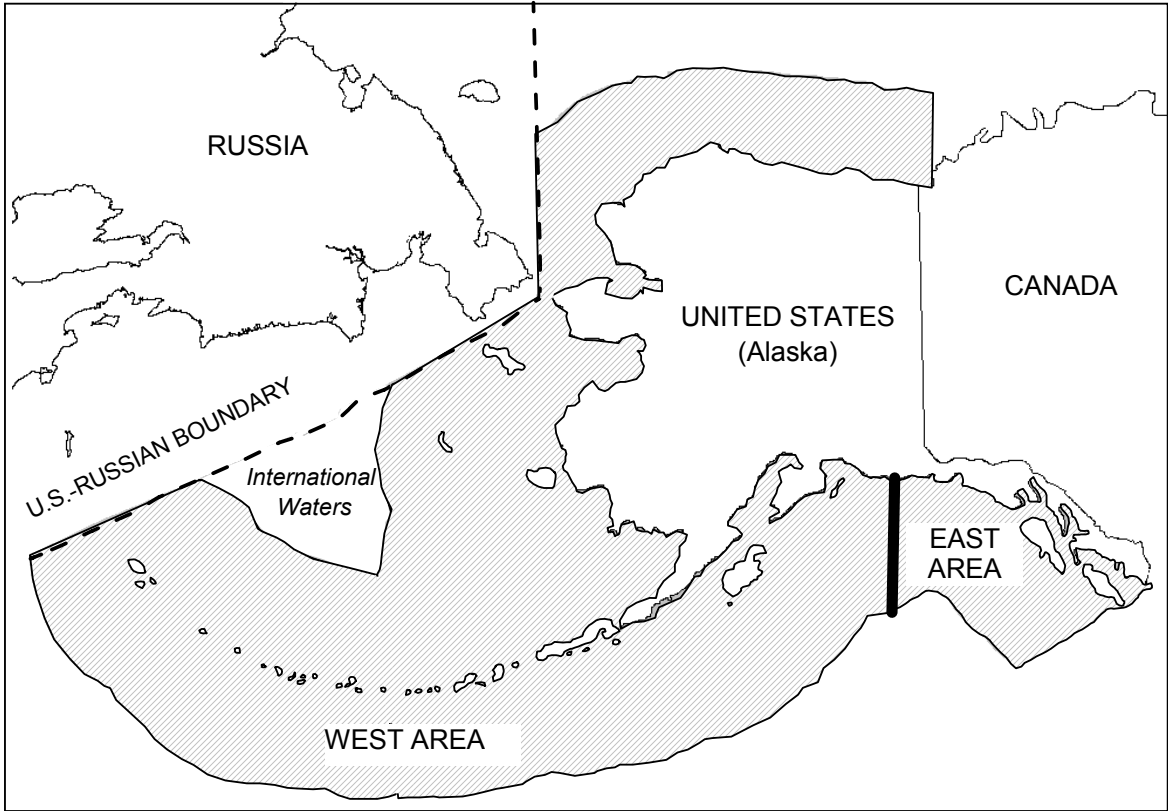 RUSSIA
CANADA
UNITED STATES
(Alaska)
U.S.-RUSSIAN BOUNDARY
International
Waters
EAST
AREA
WEST AREA